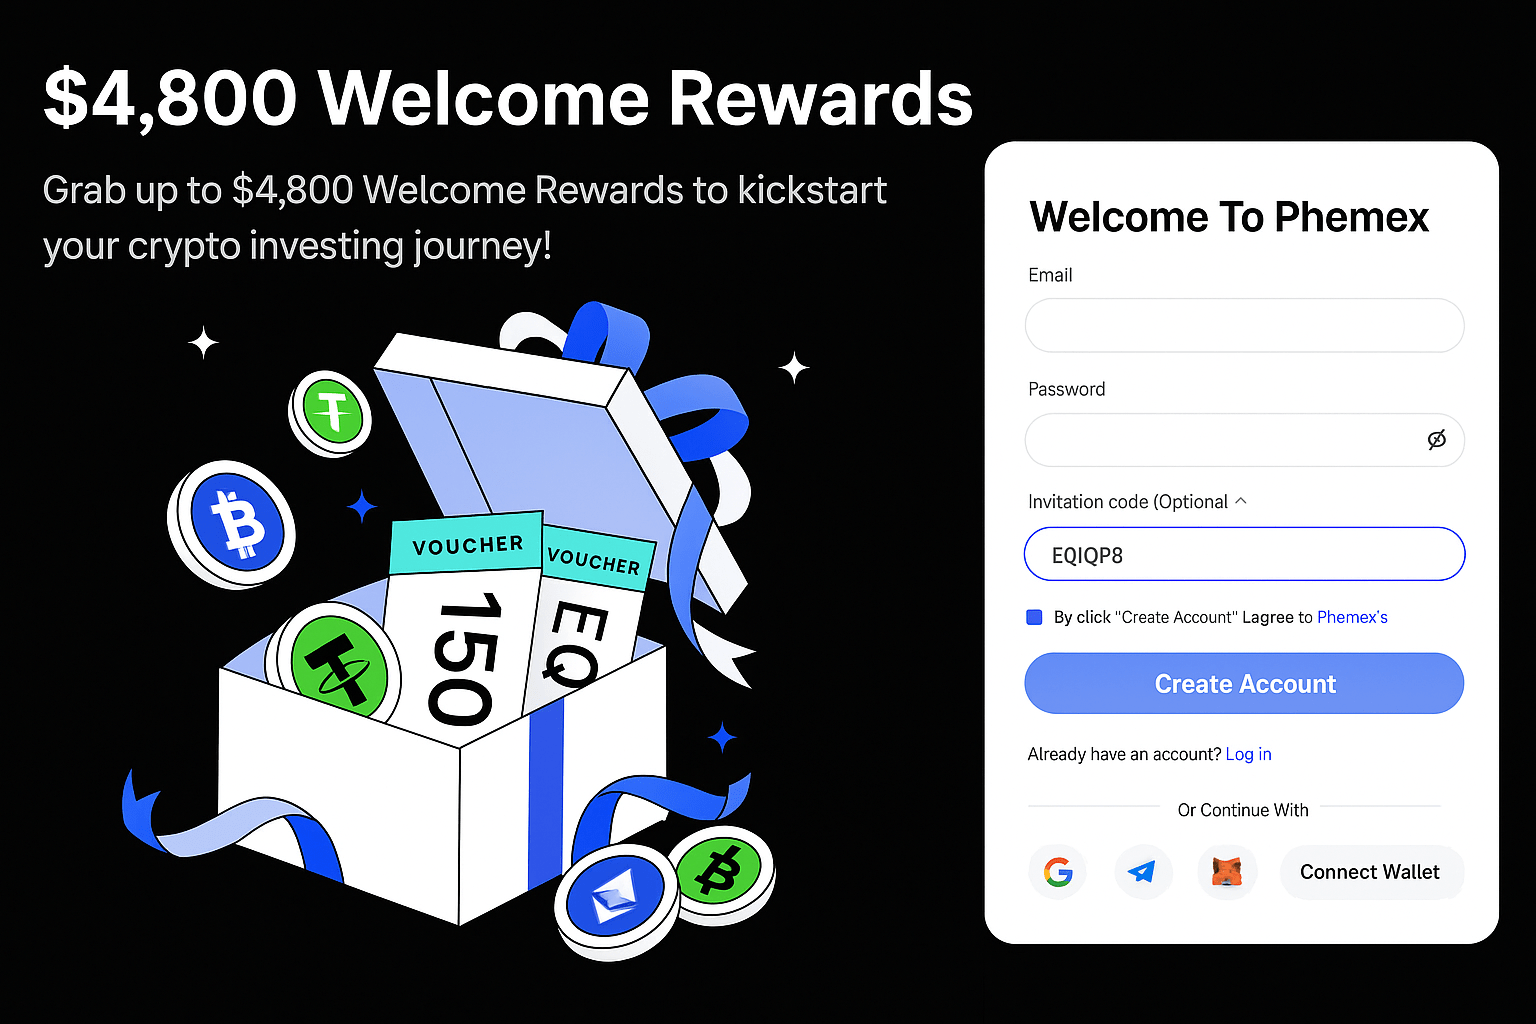 $4,800 Welcome Rewards
Grab up to $4,800 Welcome Rewards to kickstart
your crypto investing journey!
VOUCHER
150
VOUCHER
EQ
Welcome To Phemex
Email
Password
Invitation code (Optional
EQIQP8
By click "Create Account" Lagree to Phemex's
Create Account
Already have an account? Log in
Or Continue With
Connect Wallet